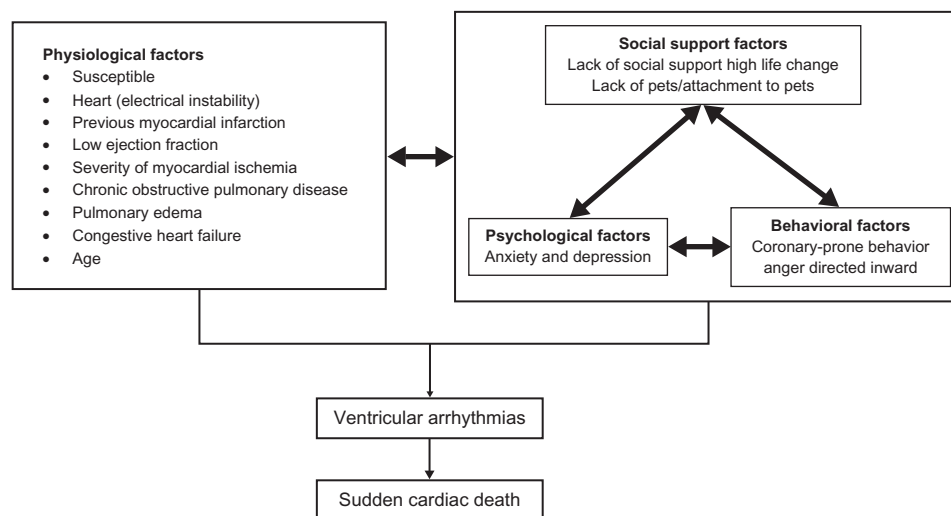 Physiological factors
• Susceptible
• Heart (electrical instability)
• Previous myocardial infarction
• Low ejection fraction
• Severity of myocardial ischemia
• Chronic obstructive pulmonary disease
• Pulmonary edema
• Congestive heart failure
• Age
Social support factors
Lack of social support high life change
Lack of pets/attachment to pets
Psychological factors
Anxiety and depression
Behavioral factors
Coronary-prone behavior
anger directed inward
Ventricular arrhythmias
Sudden cardiac death